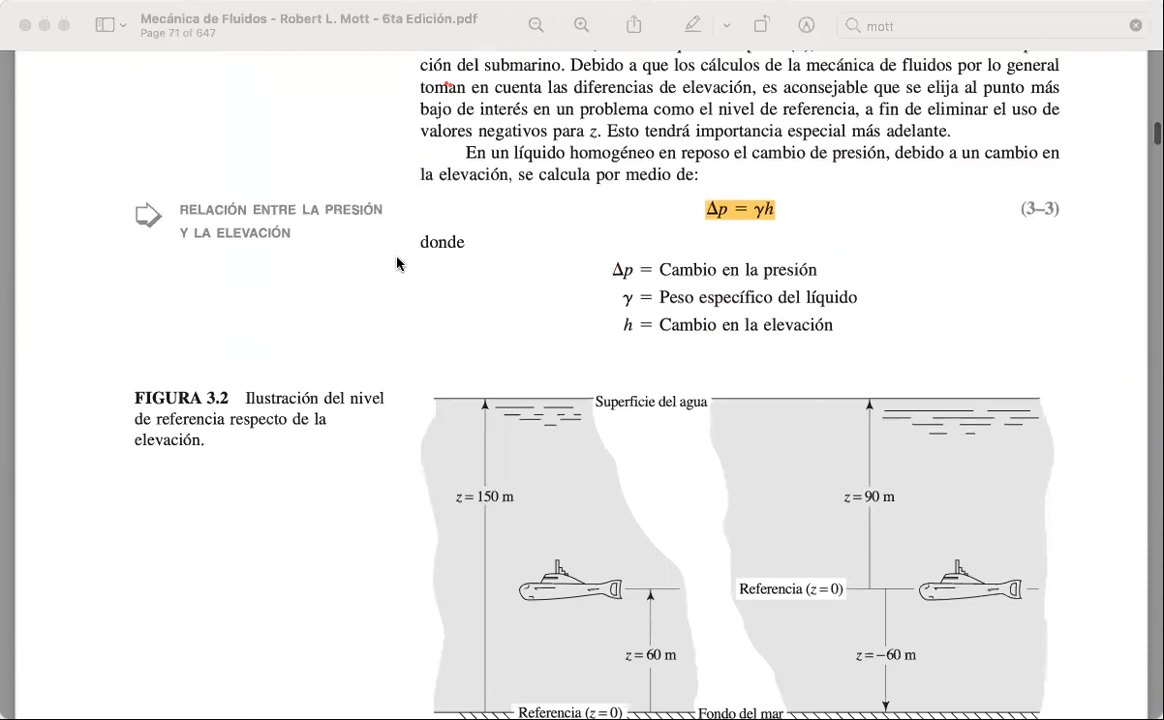 Mecánica de Fluidos - Robert L. Mott - 6ta Edición.pdf
Page 71 of 647
mott
ción del submarino. Debido a que los cálculos de la mecánica de fluidos por lo general
toman en cuenta las diferencias de elevación, es aconsejable que se elija al punto más
bajo de interés en un problema como el nivel de referencia, a fin de eliminar el uso de
valores negativos para z. Esto tendrá importancia especial más adelante.
En un líquido homogéneo en reposo el cambio de presión, debido a un cambio en
la elevación, se calcula por medio de:
RELACIÓN ENTRE LA PRESIÓN
Y LA ELEVACIÓN
Δp = γh (3–3)
donde
Δp = Cambio en la presión
γ = Peso específico del líquido
h = Cambio en la elevación
FIGURA 3.2 Ilustración del nivel
de referencia respecto de la
elevación.
Superficie del agua
z = 150 m
z = 90 m
Referencia (z = 0)
z = 60 m
z = −60 m
Referencia (z = 0)
Fondo del mar